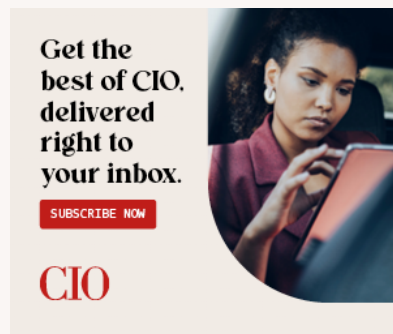 Get the
best of CIO,
delivered
right to
your inbox.
SUBSCRIBE NOW
CIO